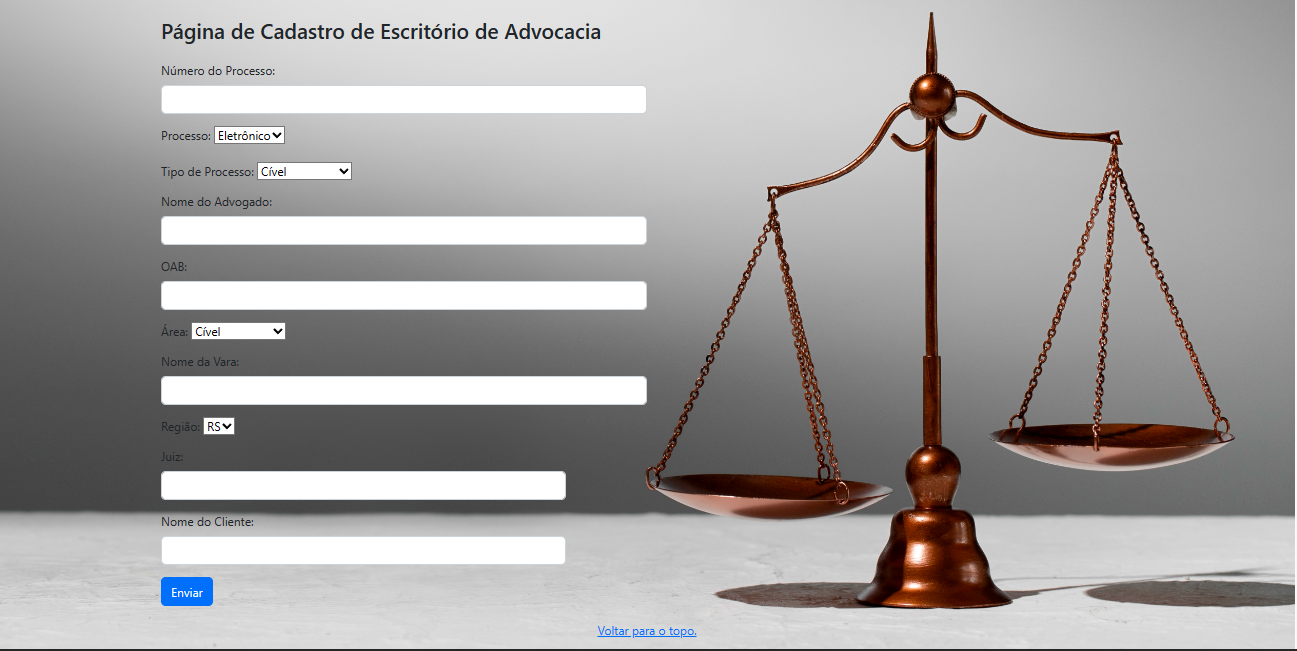 Página de Cadastro de Escritório de Advocacia
Número do Processo:
Processo: Eletrônico
Tipo de Processo: Cível
Nome do Advogado:
OAB:
Área: Cível
Nome da Vara:
Região: RS
Juiz:
Nome do Cliente:
Enviar
Voltar para o topo.